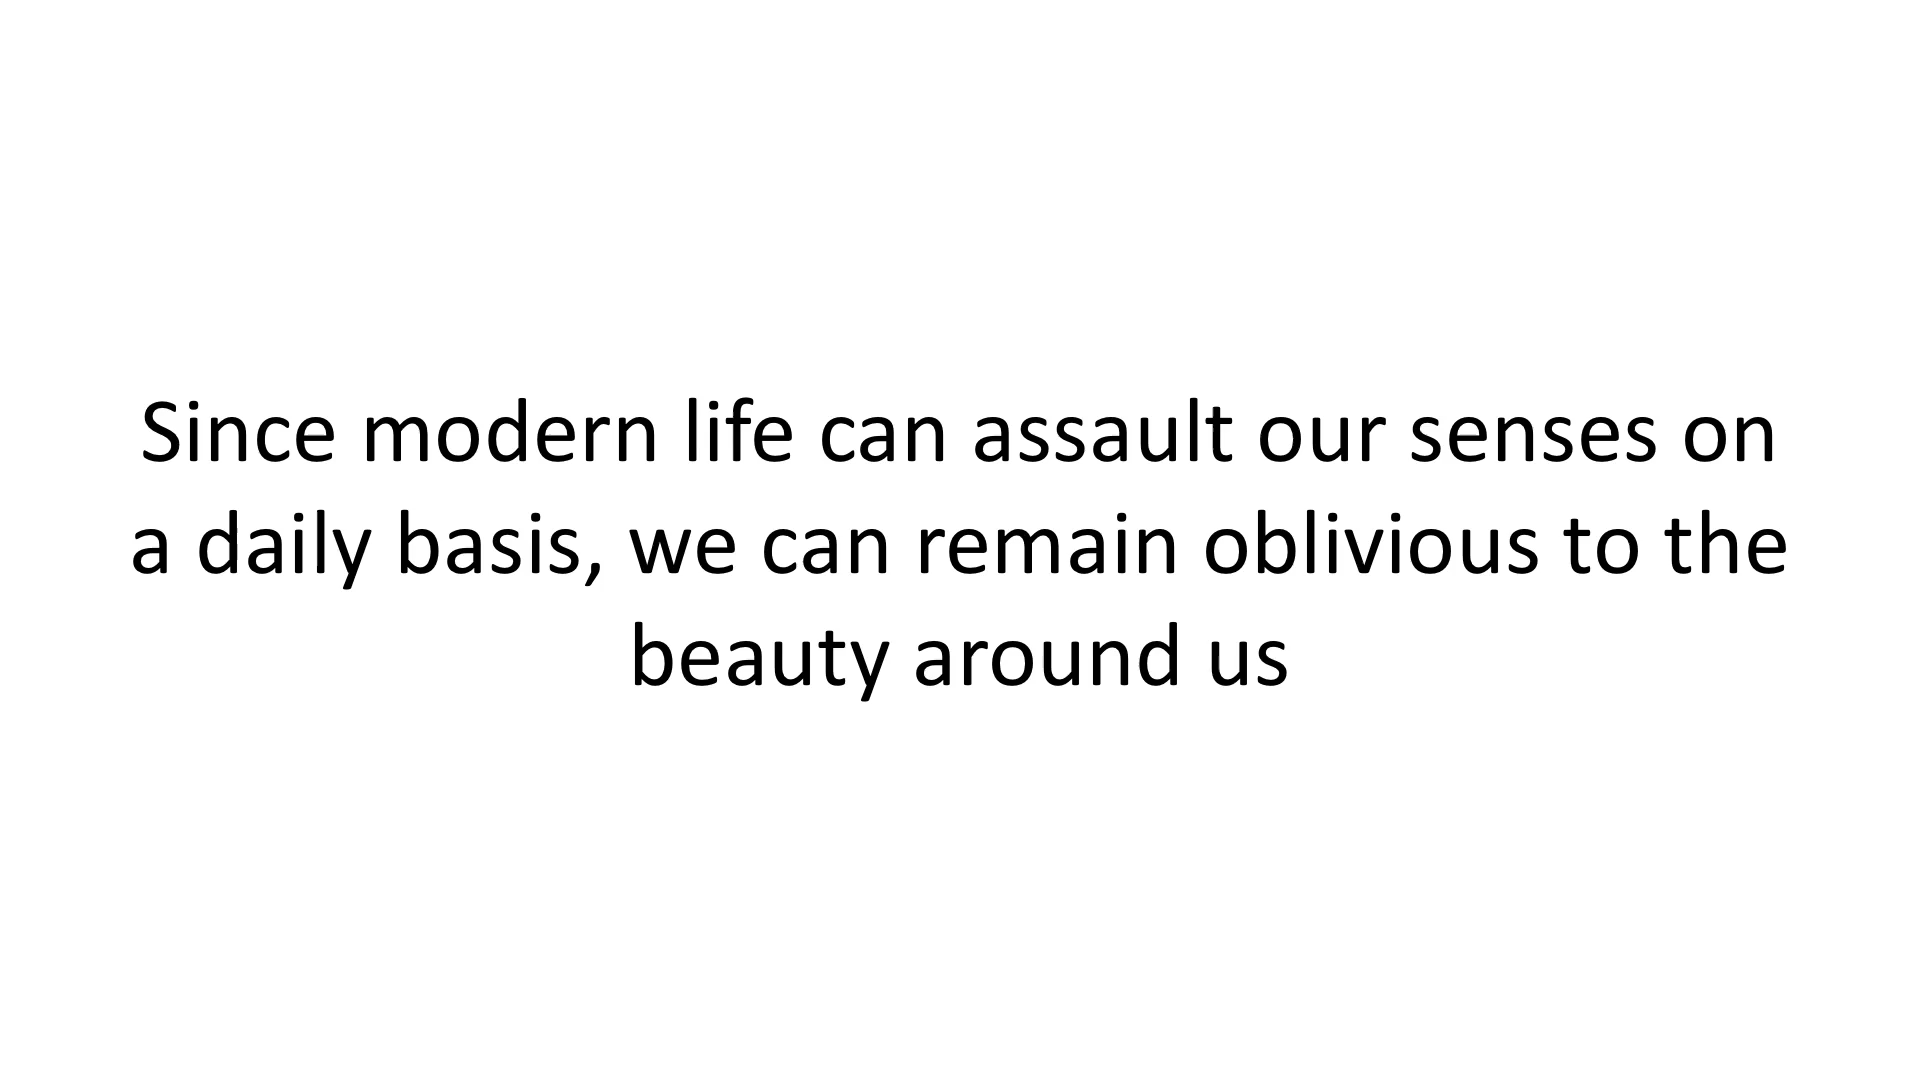 Since modern life can assault our senses on
a daily basis, we can remain oblivious to the
beauty around us